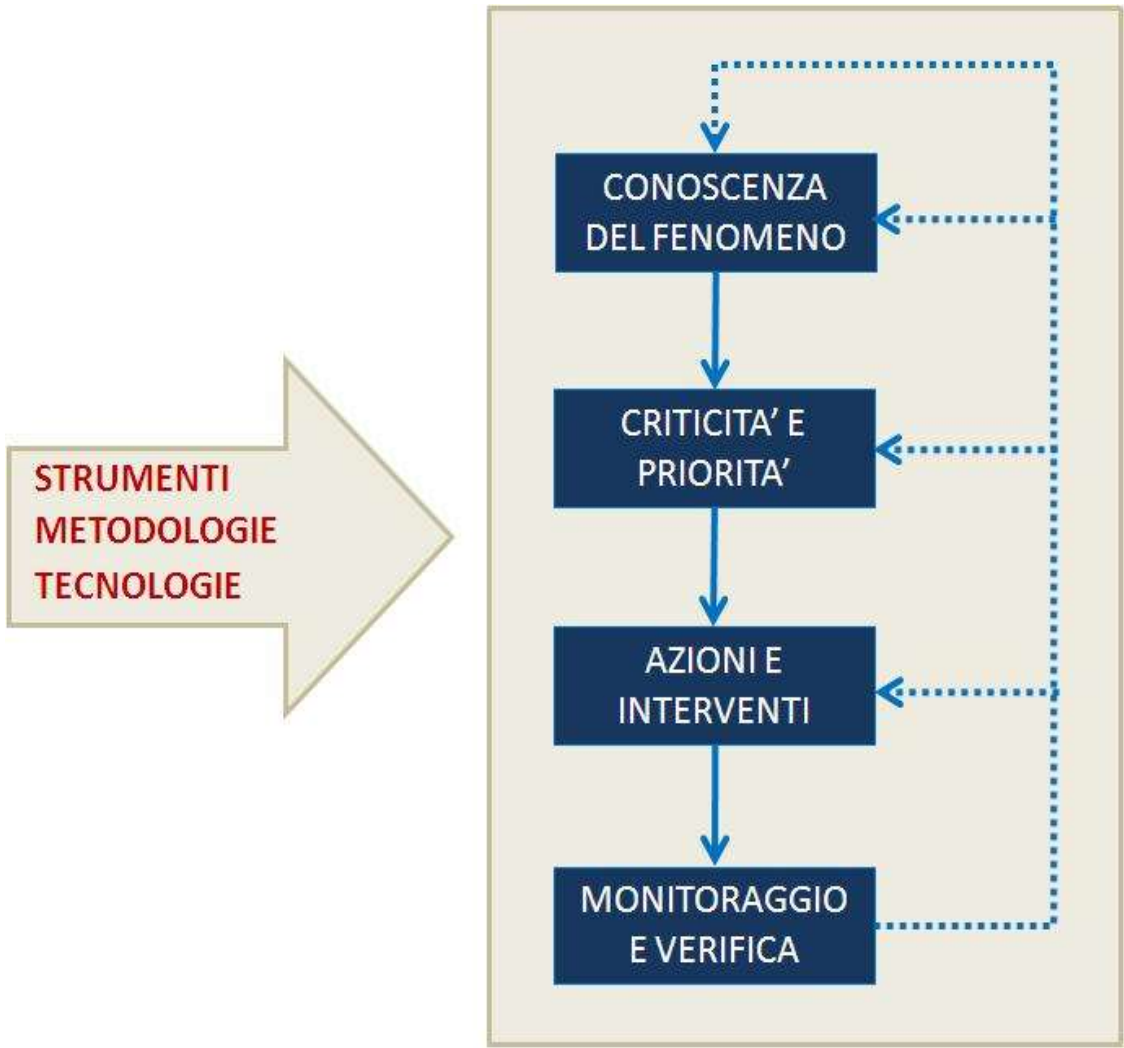 STRUMENTI
METODOLOGIE
TECNOLOGIE
CONOSCENZA
DEL FENOMENO
CRITICITA’ E
PRIORITA’
AZIONI E
INTERVENTI
MONITORAGGIO
E VERIFICA